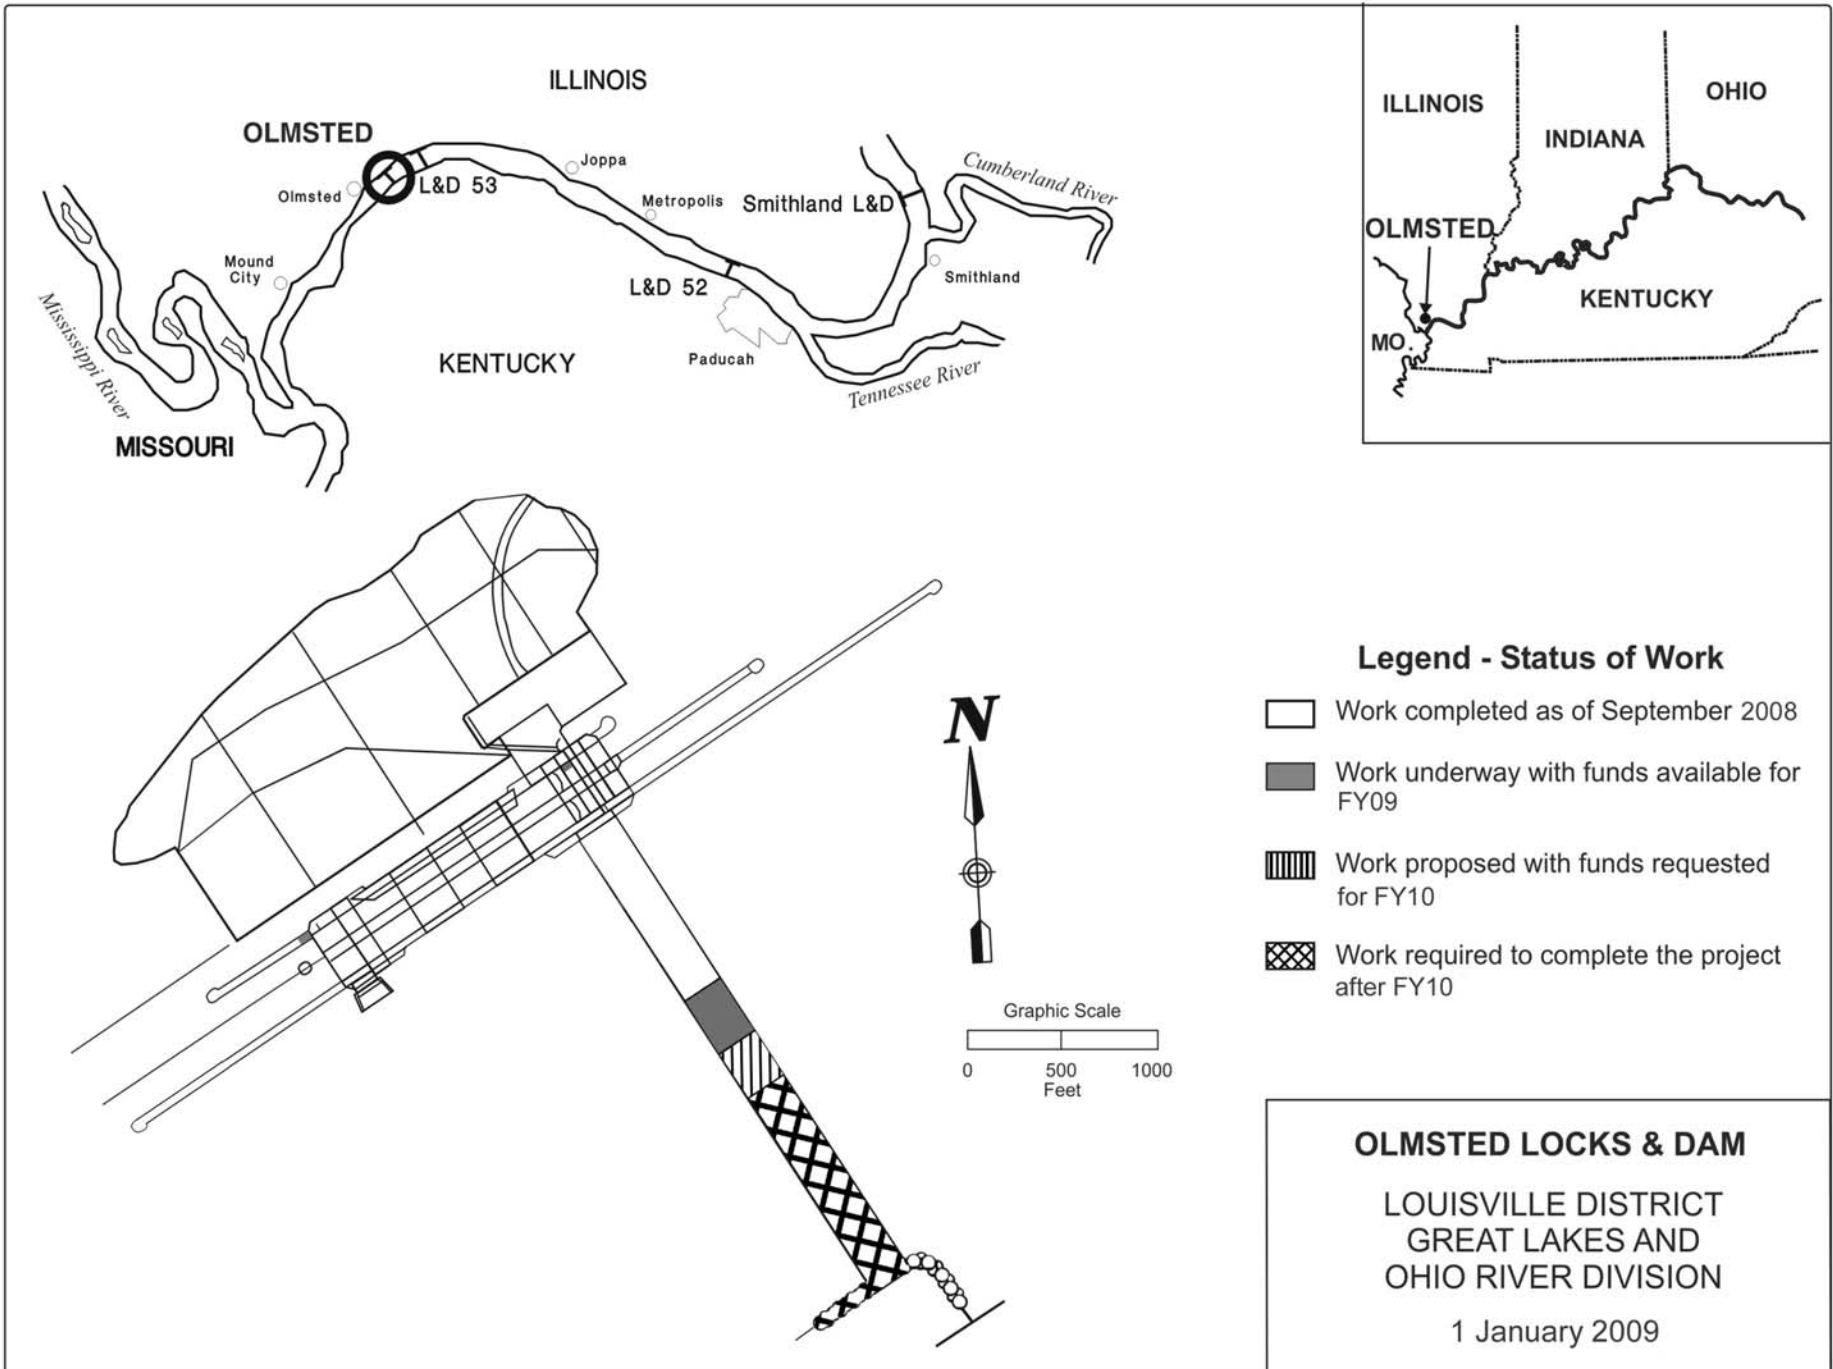 ILLINOIS
OLMSTED
Joppa
L&D 53
Olmsted
Metropolis
Smithland L&D
Cumberland River
Mound
City
L&D 52
Smithland
Mississippi River
KENTUCKY
Paducah
Tennessee River
MISSOURI
ILLINOIS
OHIO
INDIANA
OLMSTED
KENTUCKY
MO.
N
Graphic Scale
0 500 1000
Feet
Legend - Status of Work
Work completed as of September 2008
Work underway with funds available for
FY09
Work proposed with funds requested
for FY10
Work required to complete the project
after FY10
OLMSTED LOCKS & DAM
LOUISVILLE DISTRICT
GREAT LAKES AND
OHIO RIVER DIVISION
1 January 2009